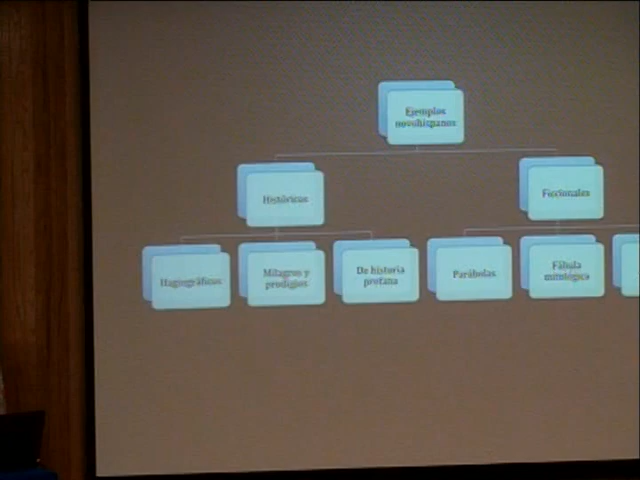 Ejemplos
novohispanos
Históricos
Ficcionales
Hagiográficos
Milagros y
prodigios
De historia
profana
Parábolas
Fábula
mitológica